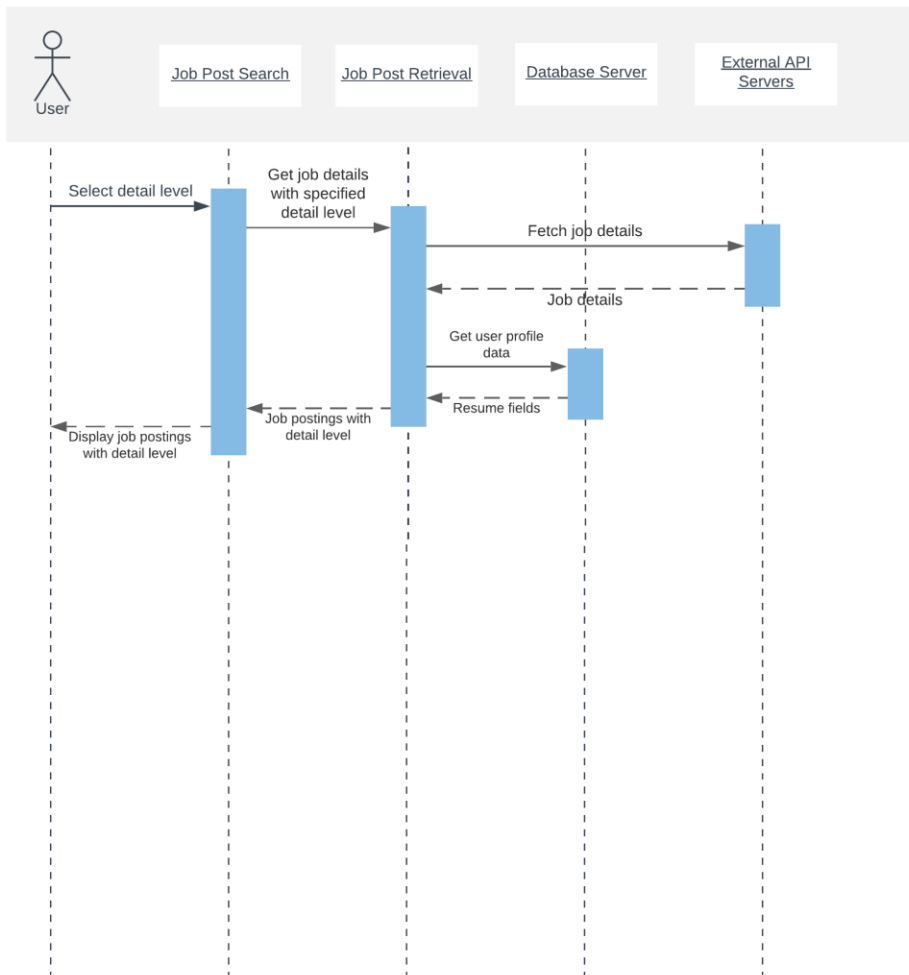 User
Job Post Search
Job Post Retrieval
Database Server
External API
Servers
Select detail level
Get job details
with specified
detail level
Fetch job details
Job details
Get user profile
data
Resume fields
Job postings with
detail level
Display job postings
with detail level